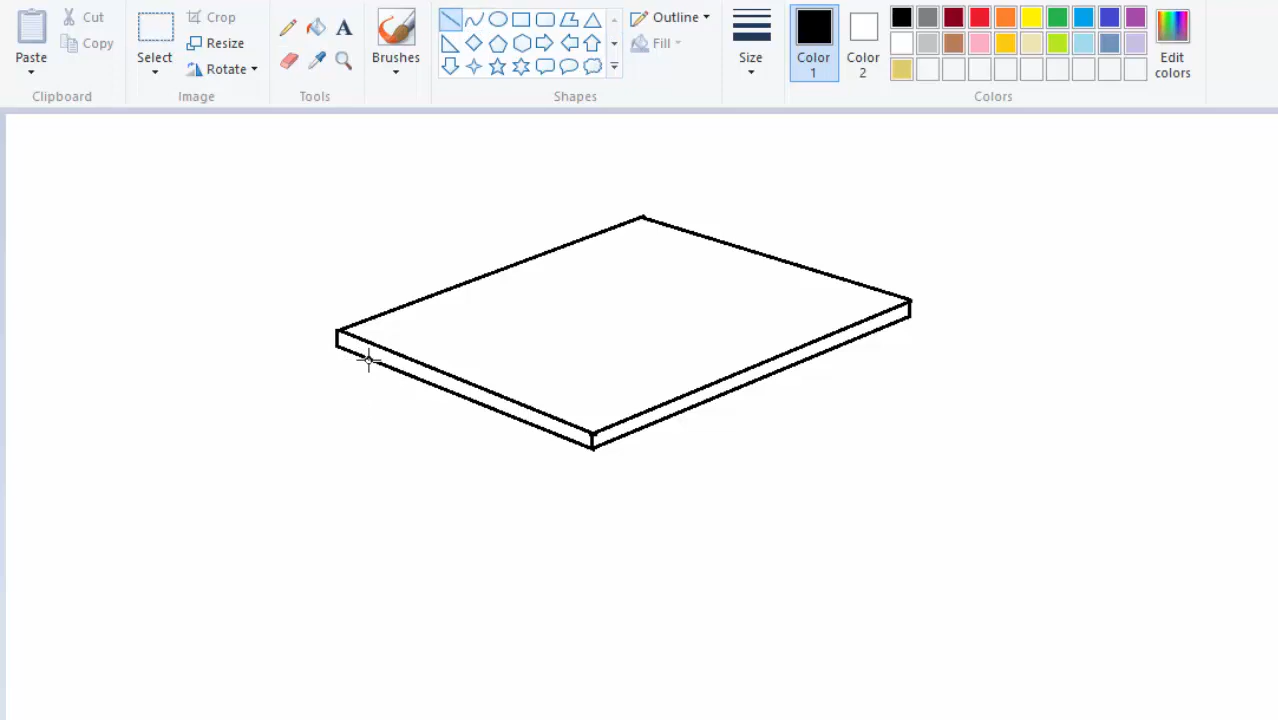 Cut
Copy
Paste
Clipboard
Crop
Resize
Rotate
Select
Image
A
Tools
Brushes
Outline
Fill
Shapes
Size
Color
1
Color
2
Edit
colors
Colors